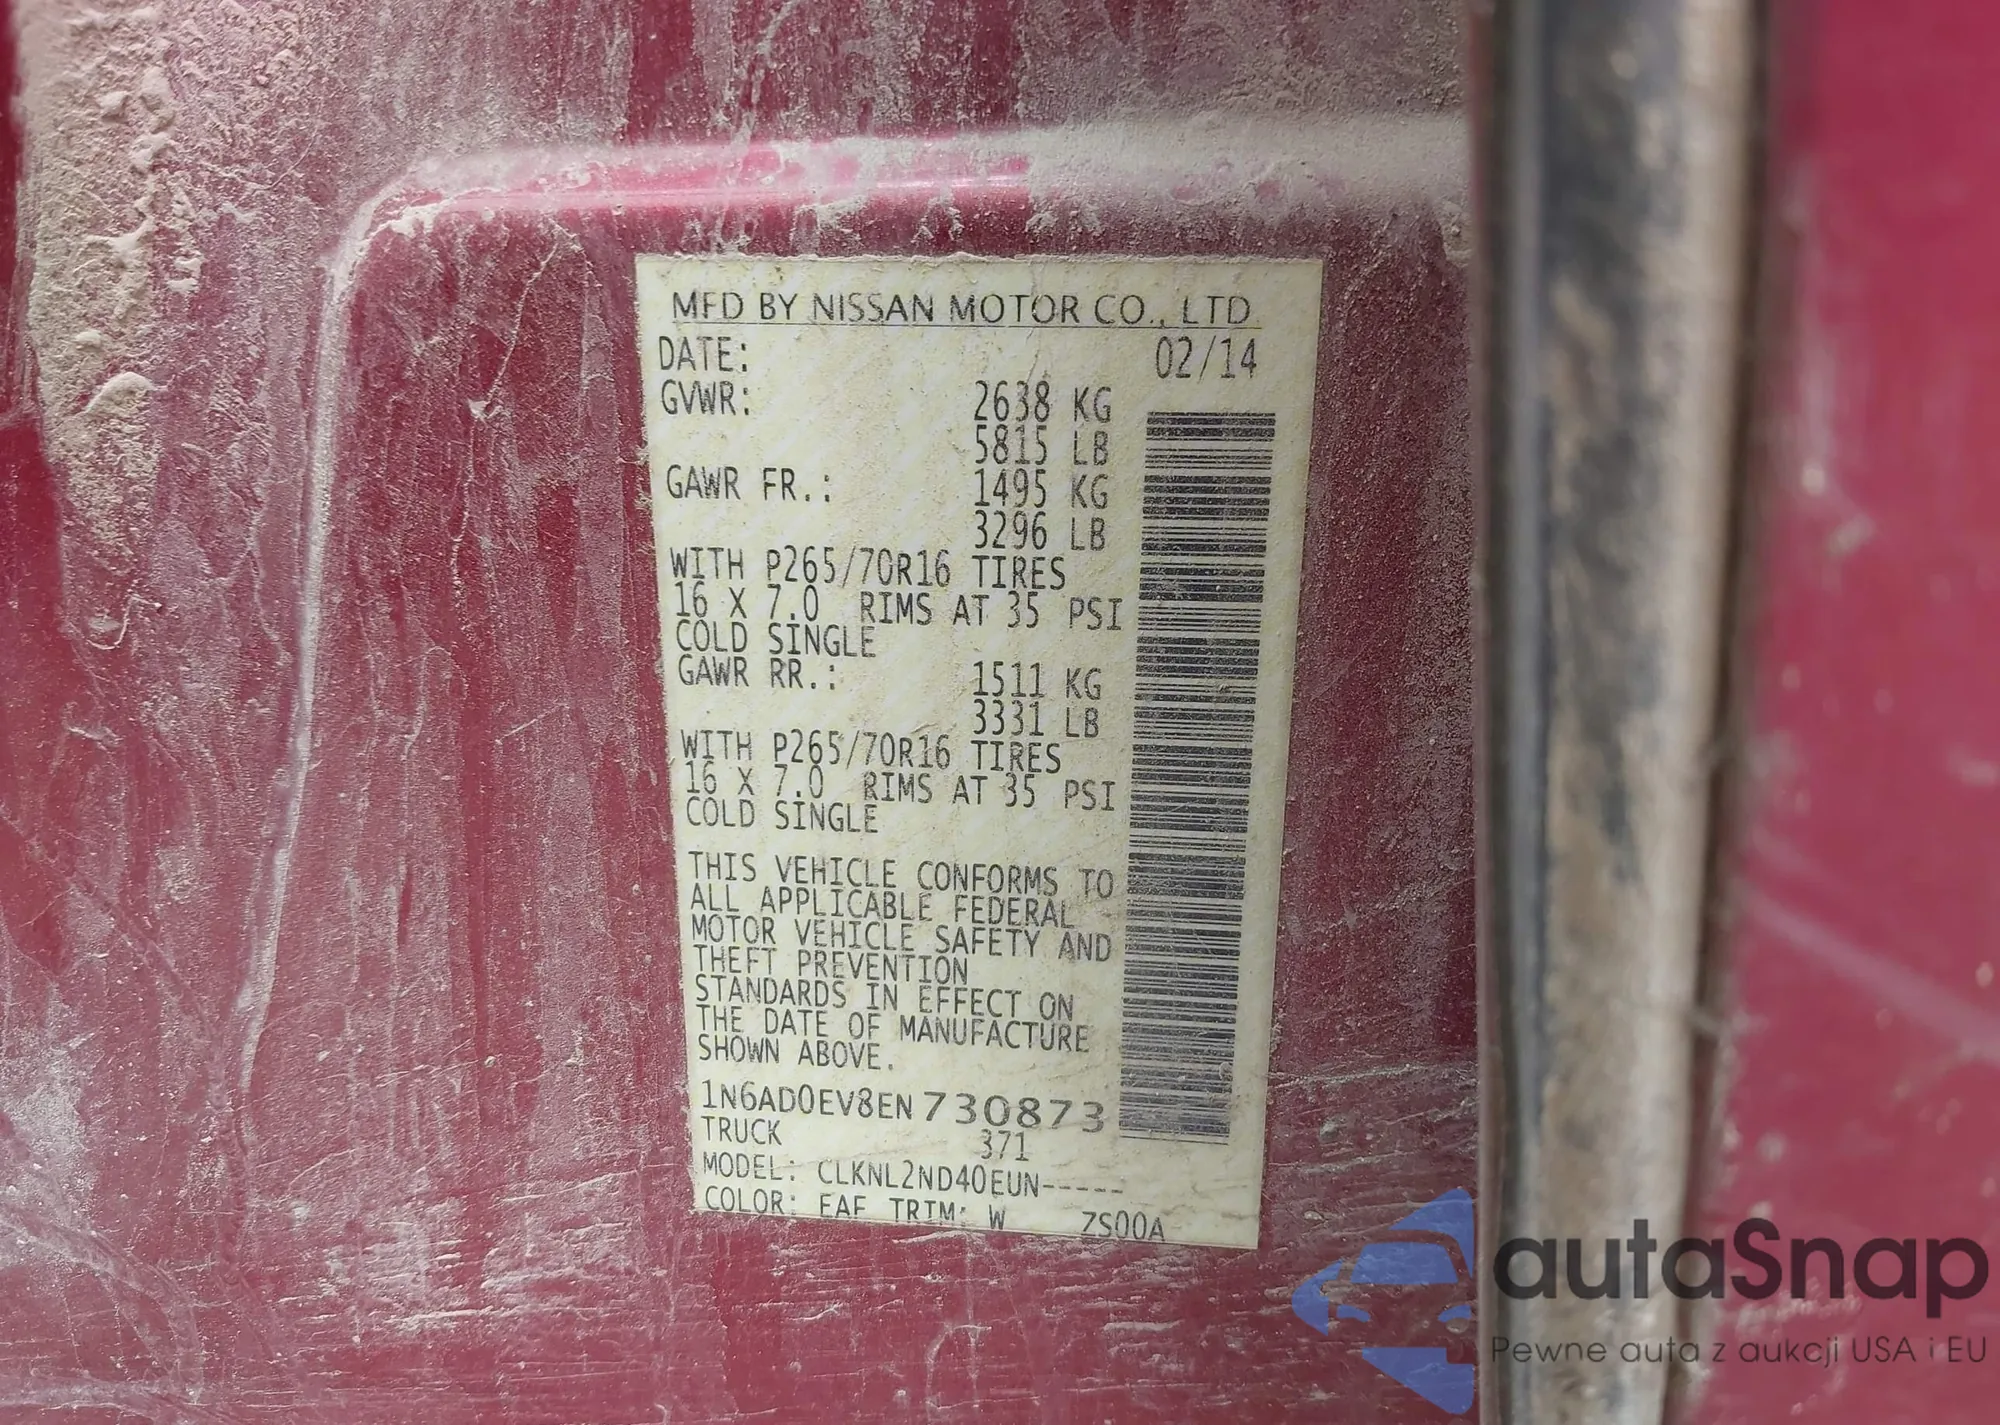 MFD BY NISSAN MOTOR CO., LTD
DATE: 02/14
GVWR: 2638 KG
5815 LB
GAWR FR.: 1495 KG
3296 LB
WITH P265/70R16 TIRES
16 X 7.0 RIMS AT 35 PSI
COLD SINGLE
GAWR RR.: 1511 KG
3331 LB
WITH P265/70R16 TIRES
16 X 7.0 RIMS AT 35 PSI
COLD SINGLE
THIS VEHICLE CONFORMS TO
ALL APPLICABLE FEDERAL
MOTOR VEHICLE SAFETY AND
THEFT PREVENTION
STANDARDS IN EFFECT ON
THE DATE OF MANUFACTURE
SHOWN ABOVE.
1N6AD0EV8EN730873
TRUCK 371
MODEL: CLKNL2ND40EUN-----
COLOR: EAF TRIM: W ZS00A
autaSnap
Pewne auta z aukcji USA i EU